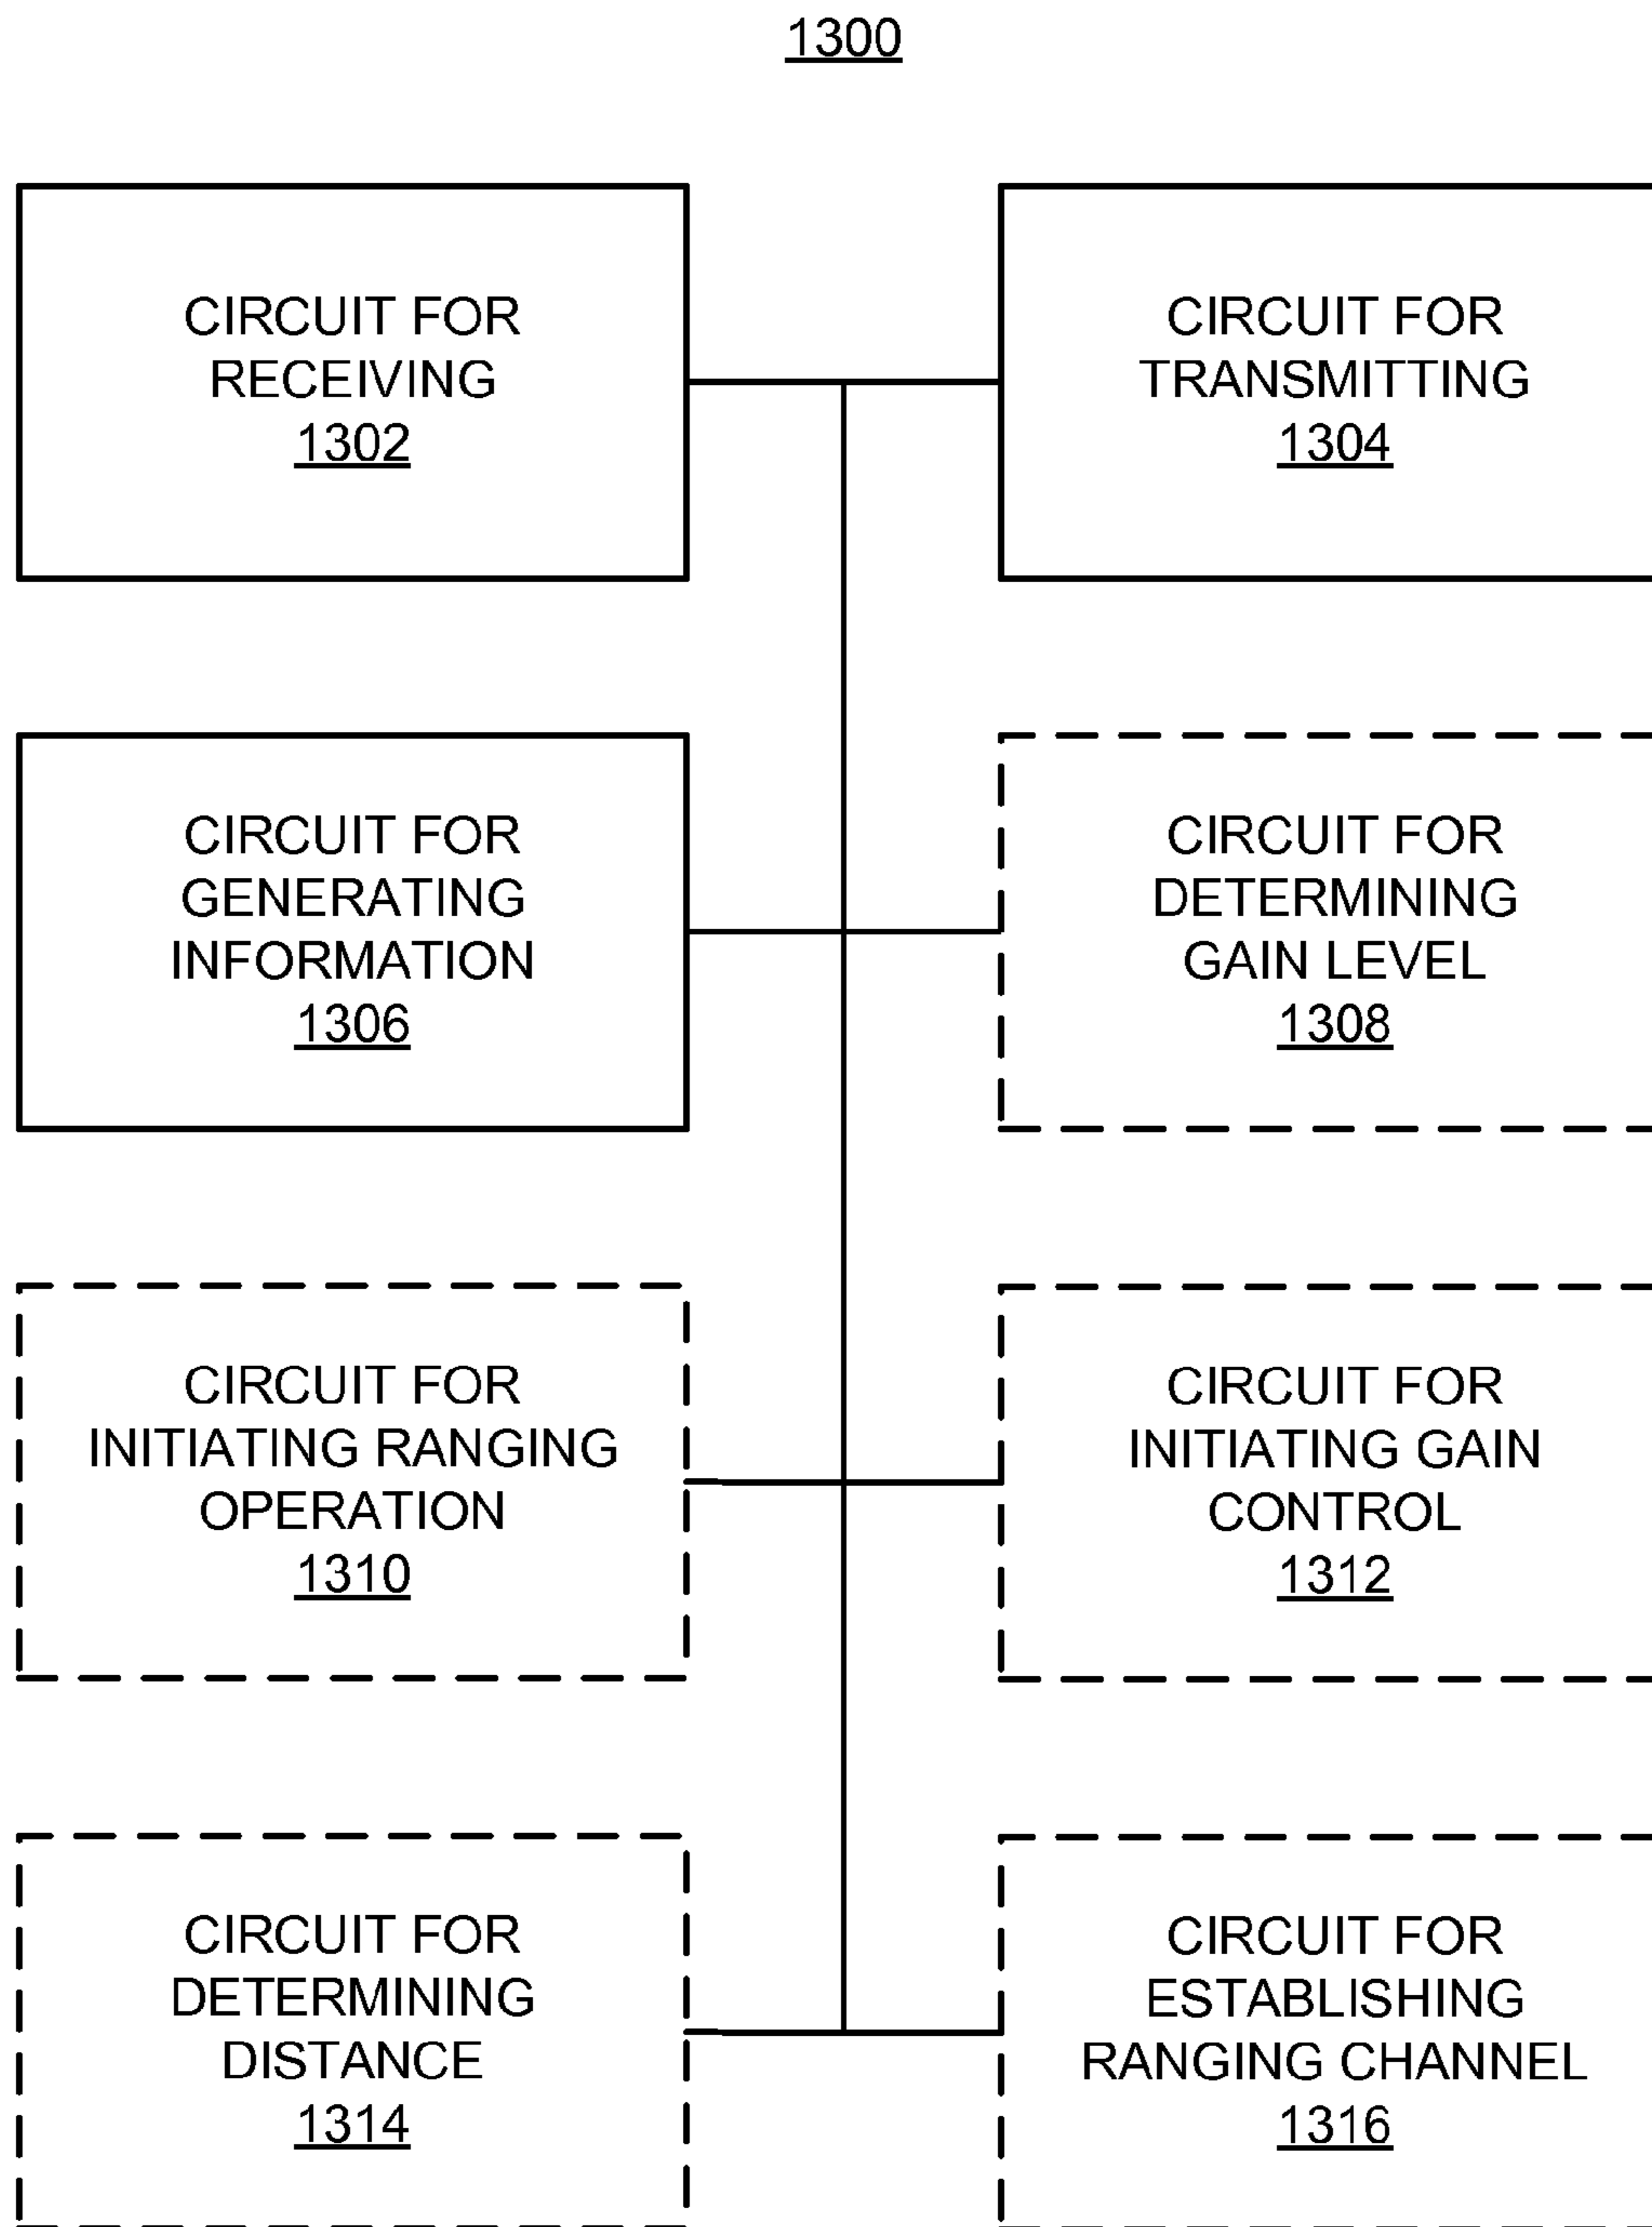 1300
CIRCUIT FOR
RECEIVING
1302
CIRCUIT FOR
TRANSMITTING
1304
CIRCUIT FOR
GENERATING
INFORMATION
1306
CIRCUIT FOR
DETERMINING
GAIN LEVEL
1308
CIRCUIT FOR
INITIATING RANGING
OPERATION
1310
CIRCUIT FOR
INITIATING GAIN
CONTROL
1312
CIRCUIT FOR
DETERMINING
DISTANCE
1314
CIRCUIT FOR
ESTABLISHING
RANGING CHANNEL
1316